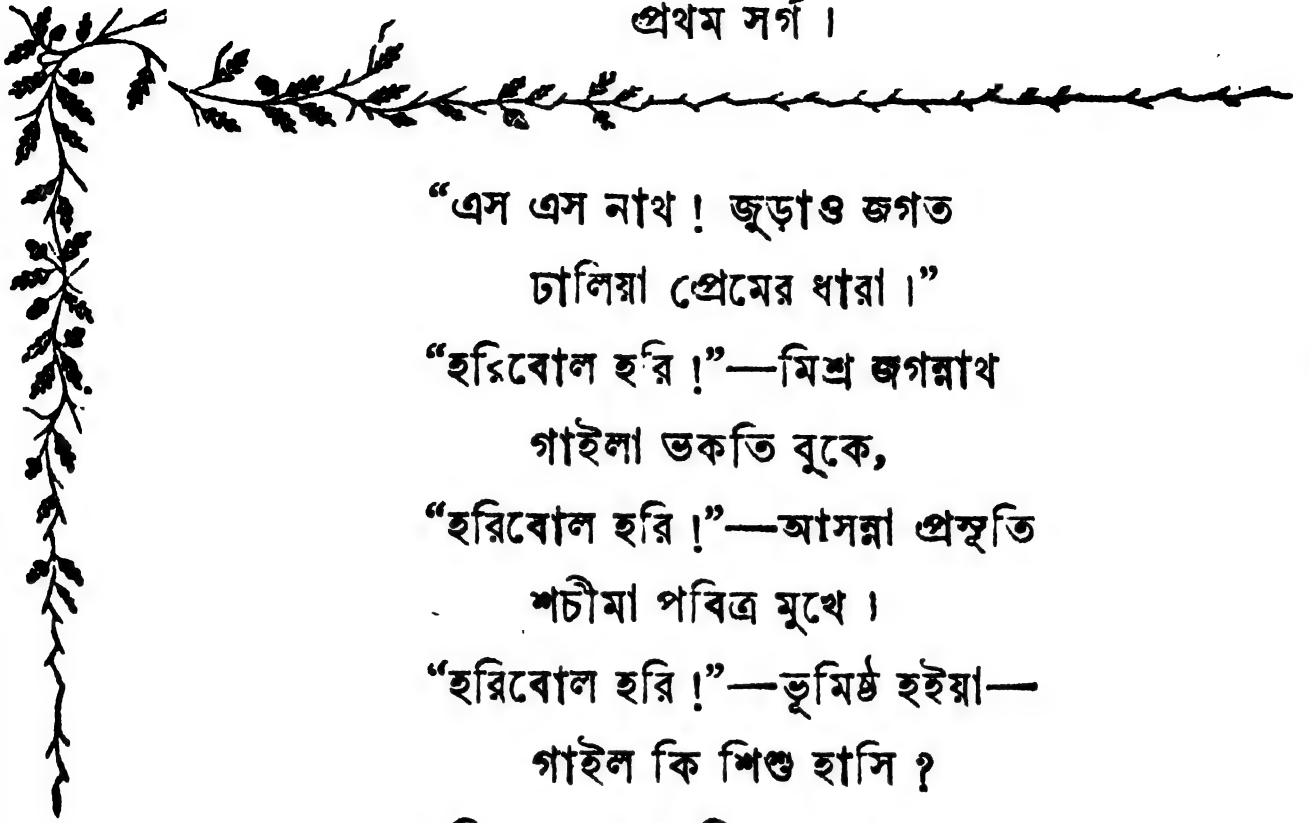 প্রথম সর্গ ।
“এস এস নাথ ! জুড়াও জগত
ঢালিয়া প্রেমের ধারা ।”
“হরিবোল হরি !”—মিশ্র জগন্নাথ
গাইলা ভকতি বুকে,
“হরিবোল হরি !”—আসন্না প্রসূতি
শচীমা পবিত্র মুখে ।
“হরিবোল হরি !”—ভূমিষ্ঠ হইয়া—
গাইল কি শিশু হাসি ?